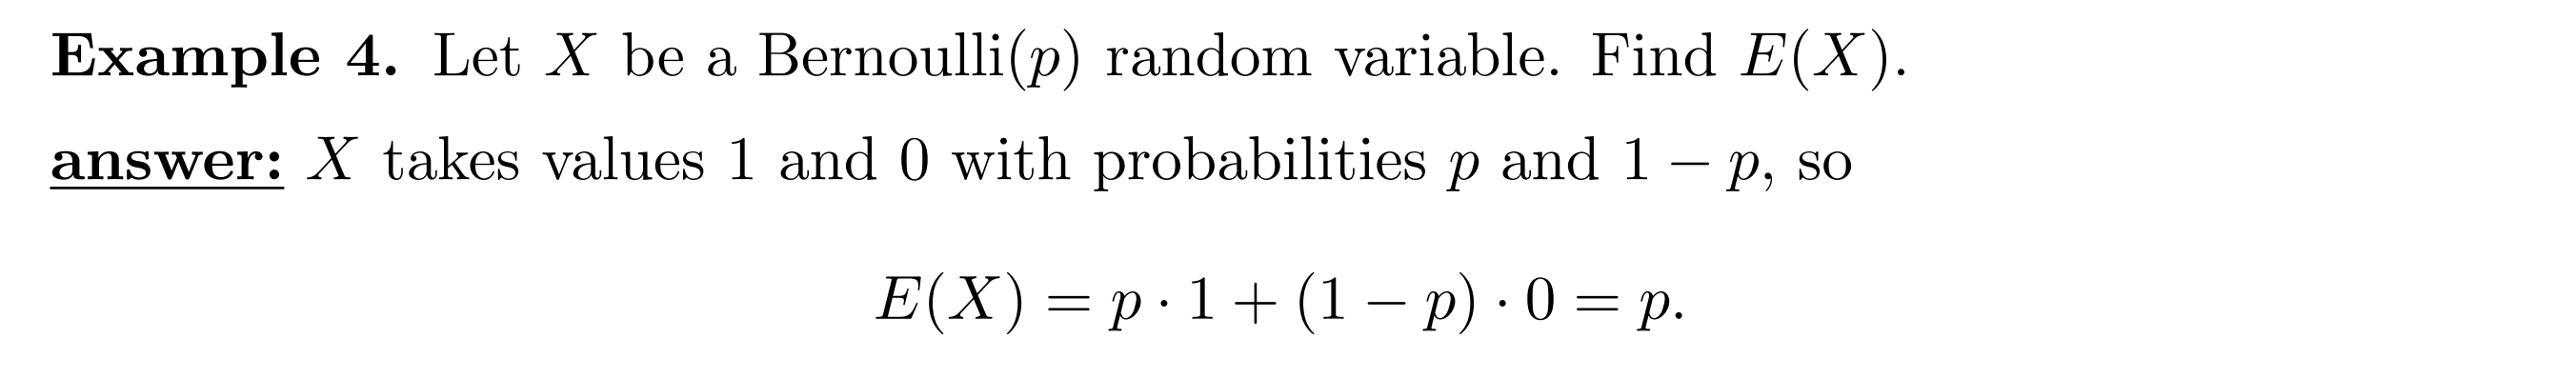 Example 4. Let X be a Bernoulli(p) random variable. Find E(X).
answer: X takes values 1 and 0 with probabilities p and 1 − p, so
E(X) = p · 1 + (1 − p) · 0 = p.